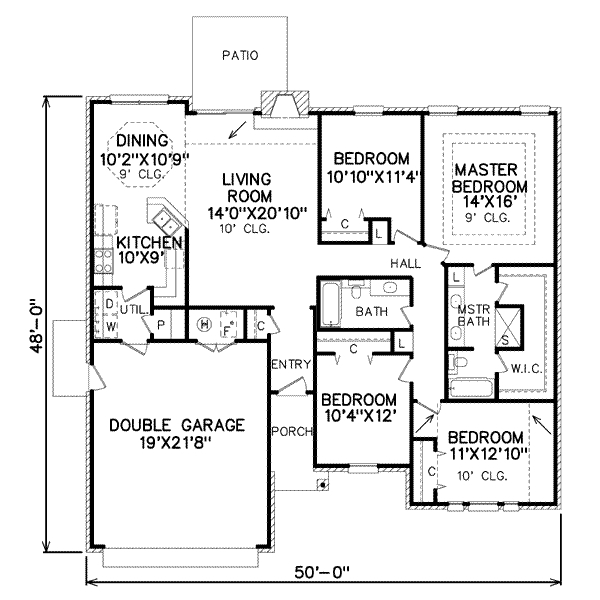 PATIO
DINING
10'2"X10'9"
9' CLG.
LIVING
ROOM
14'0"X20'10"
10' CLG.
BEDROOM
10'10"X11'4"
MASTER
BEDROOM
14'X16'
9' CLG.
C
L
KITCHEN
10'X9'
HALL
L
D
W
UTIL.
P
H
F
C
BATH
MSTR
BATH
S
W.I.C.
C
L
ENTRY
48'-0"
DOUBLE GARAGE
19'X21'8"
PORCH
BEDROOM
10'4"X12'
BEDROOM
11'X12'10"
10' CLG.
C
50'-0"